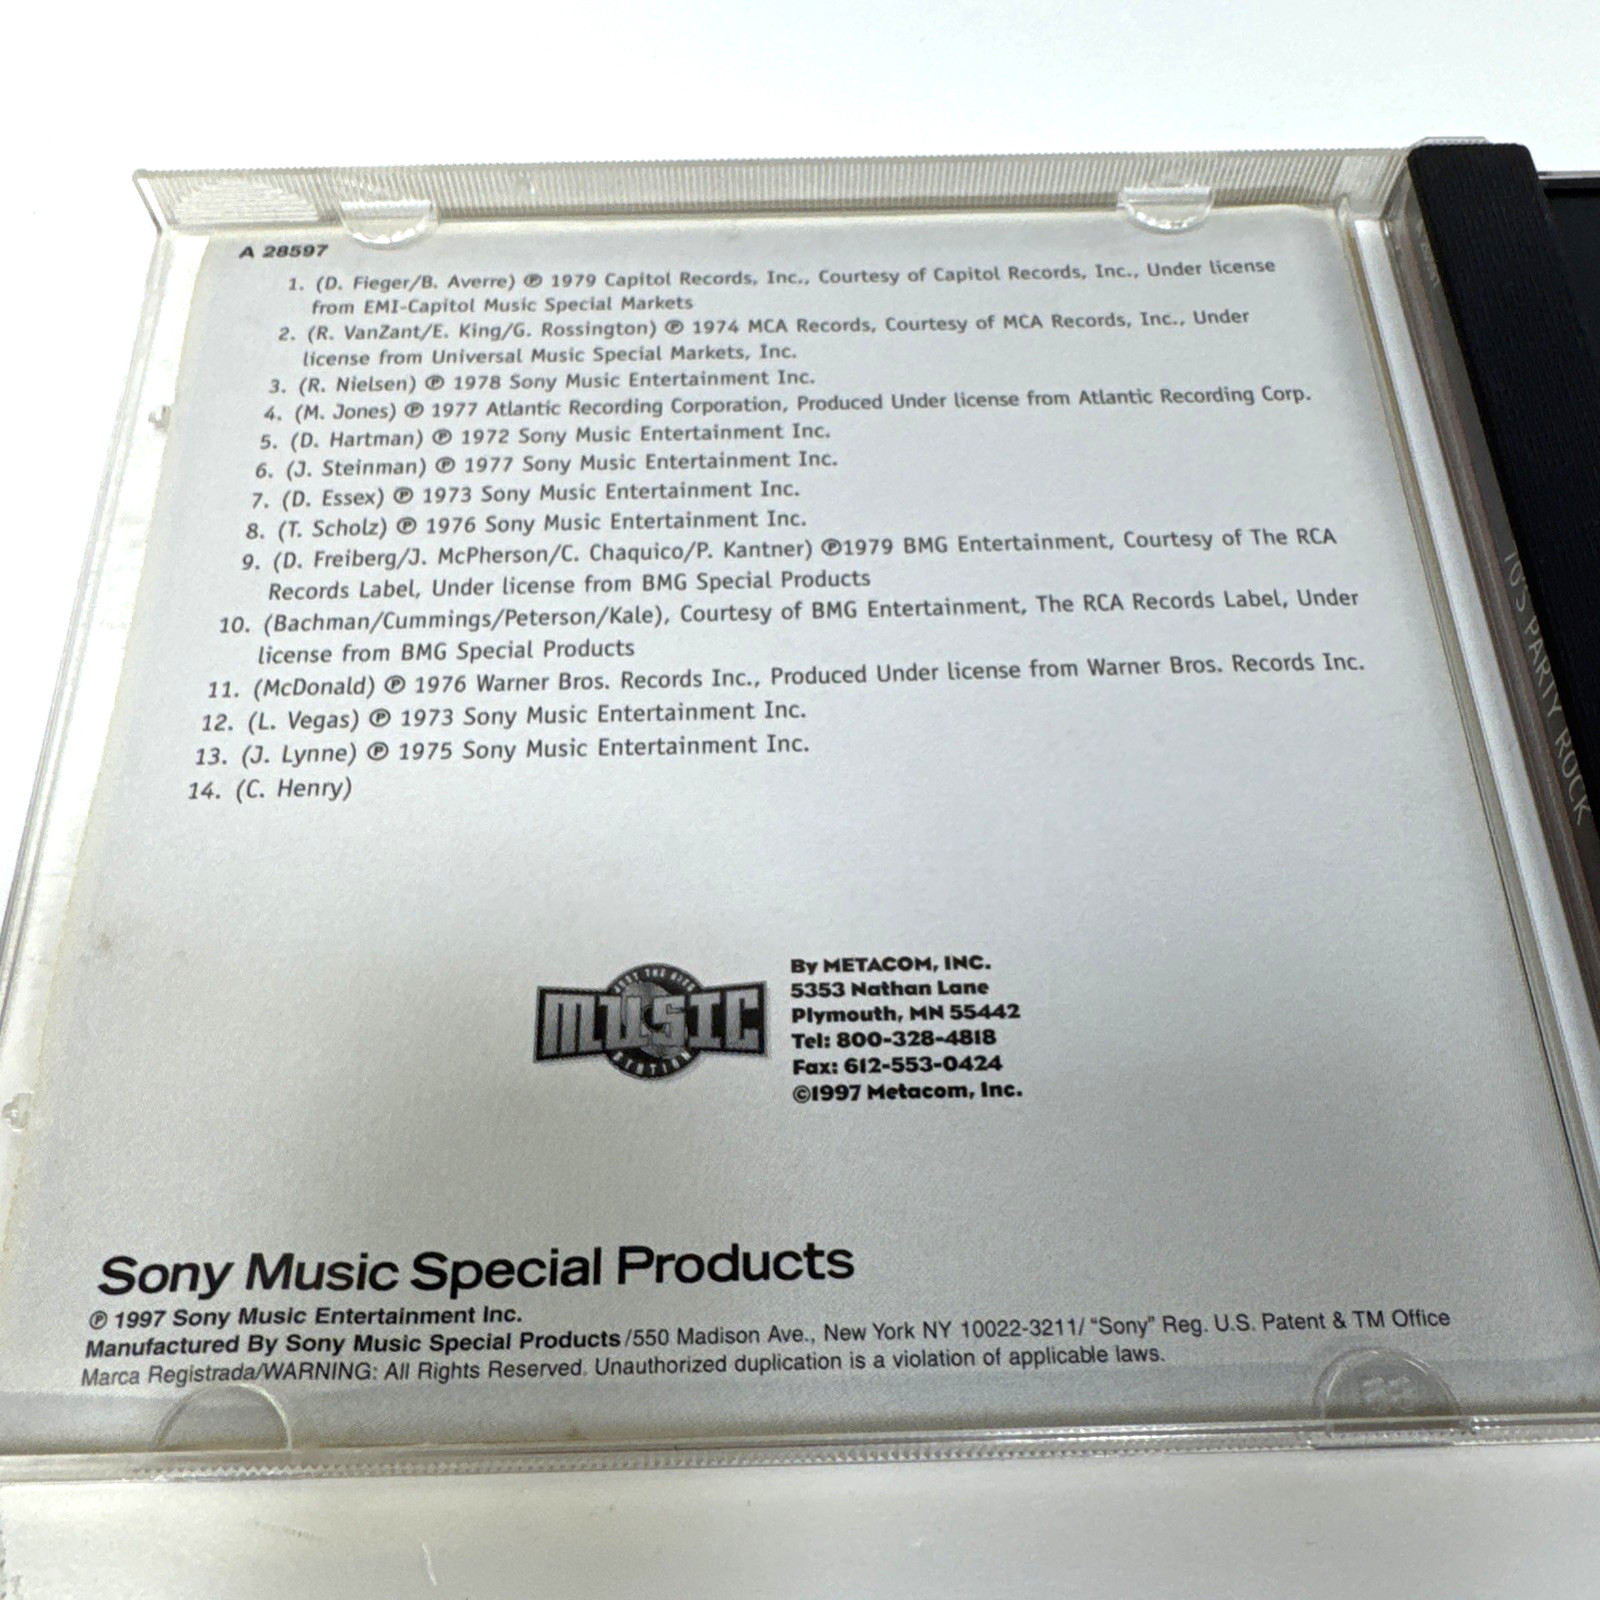 A 28597
1. (D. Fieger/B. Averre) ℗ 1979 Capitol Records, Inc., Courtesy of Capitol Records, Inc., Under license
from EMI-Capitol Music Special Markets
2. (R. VanZant/E. King/G. Rossington) ℗ 1974 MCA Records, Courtesy of MCA Records, Inc., Under
license from Universal Music Special Markets, Inc.
3. (R. Nielsen) ℗ 1978 Sony Music Entertainment Inc.
4. (M. Jones) ℗ 1977 Atlantic Recording Corporation, Produced Under license from Atlantic Recording Corp.
5. (D. Hartman) ℗ 1972 Sony Music Entertainment Inc.
6. (J. Steinman) ℗ 1977 Sony Music Entertainment Inc.
7. (D. Essex) ℗ 1973 Sony Music Entertainment Inc.
8. (T. Scholz) ℗ 1976 Sony Music Entertainment Inc.
9. (D. Freiberg/J. McPherson/C. Chaquico/P. Kantner) ℗1979 BMG Entertainment, Courtesy of The RCA
Records Label, Under license from BMG Special Products
10. (Bachman/Cummings/Peterson/Kale), Courtesy of BMG Entertainment, The RCA Records Label, Under
license from BMG Special Products
11. (McDonald) ℗ 1976 Warner Bros. Records Inc., Produced Under license from Warner Bros. Records Inc.
12. (L. Vegas) ℗ 1973 Sony Music Entertainment Inc.
13. (J. Lynne) ℗ 1975 Sony Music Entertainment Inc.
14. (C. Henry)
MUSIC
STATION
By METACOM, INC.
5353 Nathan Lane
Plymouth, MN 55442
Tel: 800-328-4818
Fax: 612-553-0424
©1997 Metacom, Inc.
Sony Music Special Products
℗ 1997 Sony Music Entertainment Inc.
Manufactured By Sony Music Special Products/550 Madison Ave., New York NY 10022-3211/ "Sony" Reg. U.S. Patent & TM Office
Marca Registrada/WARNING: All Rights Reserved. Unauthorized duplication is a violation of applicable laws.
70'S PARTY ROCK